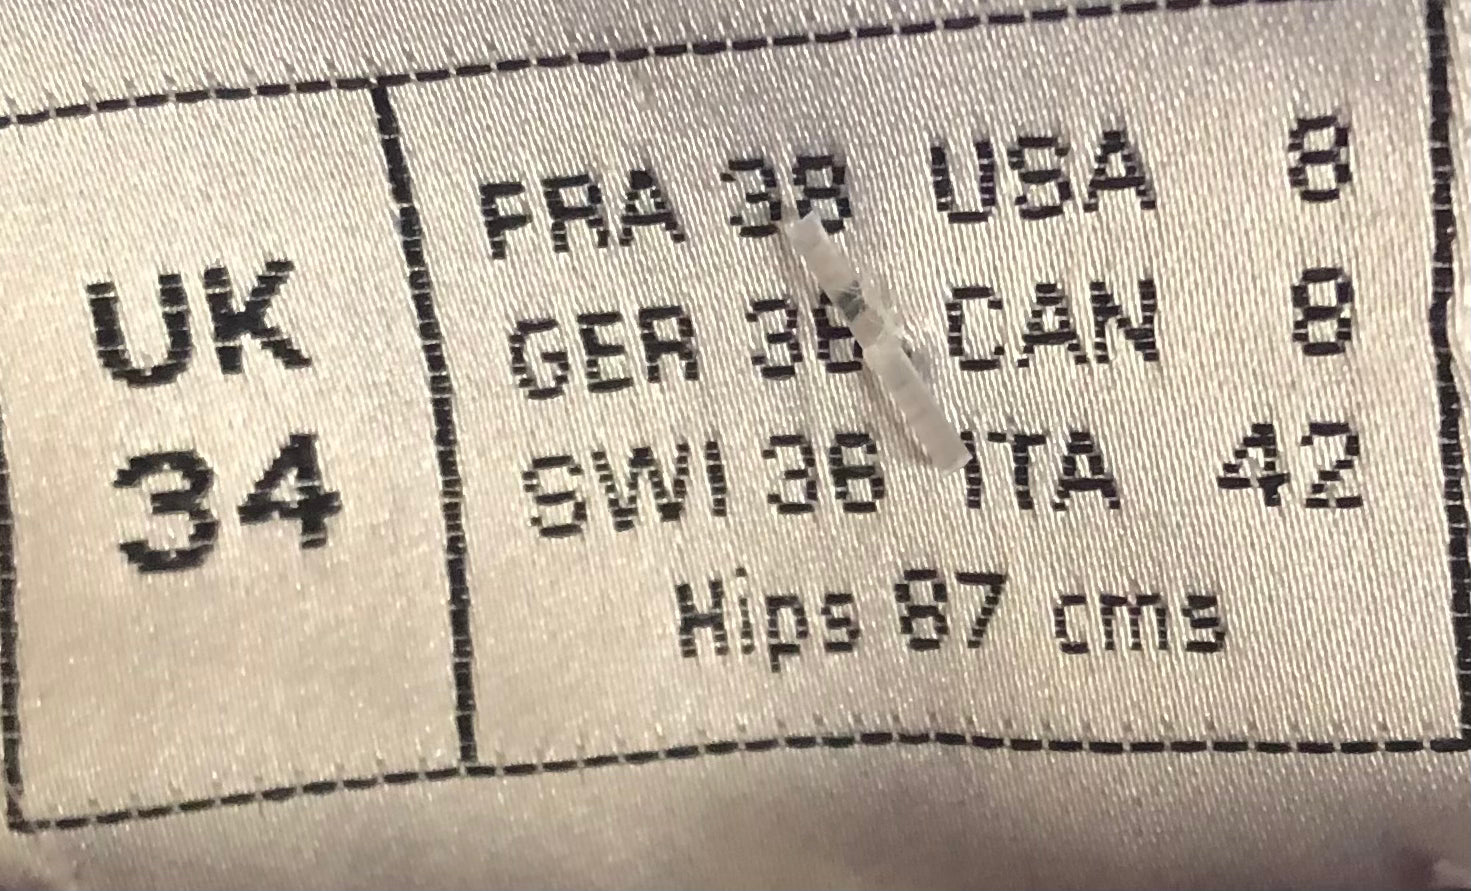 UK
34
FRA 38 USA 8
GER 36 CAN 8
SWI 36 ITA 42
Hips 87 cms